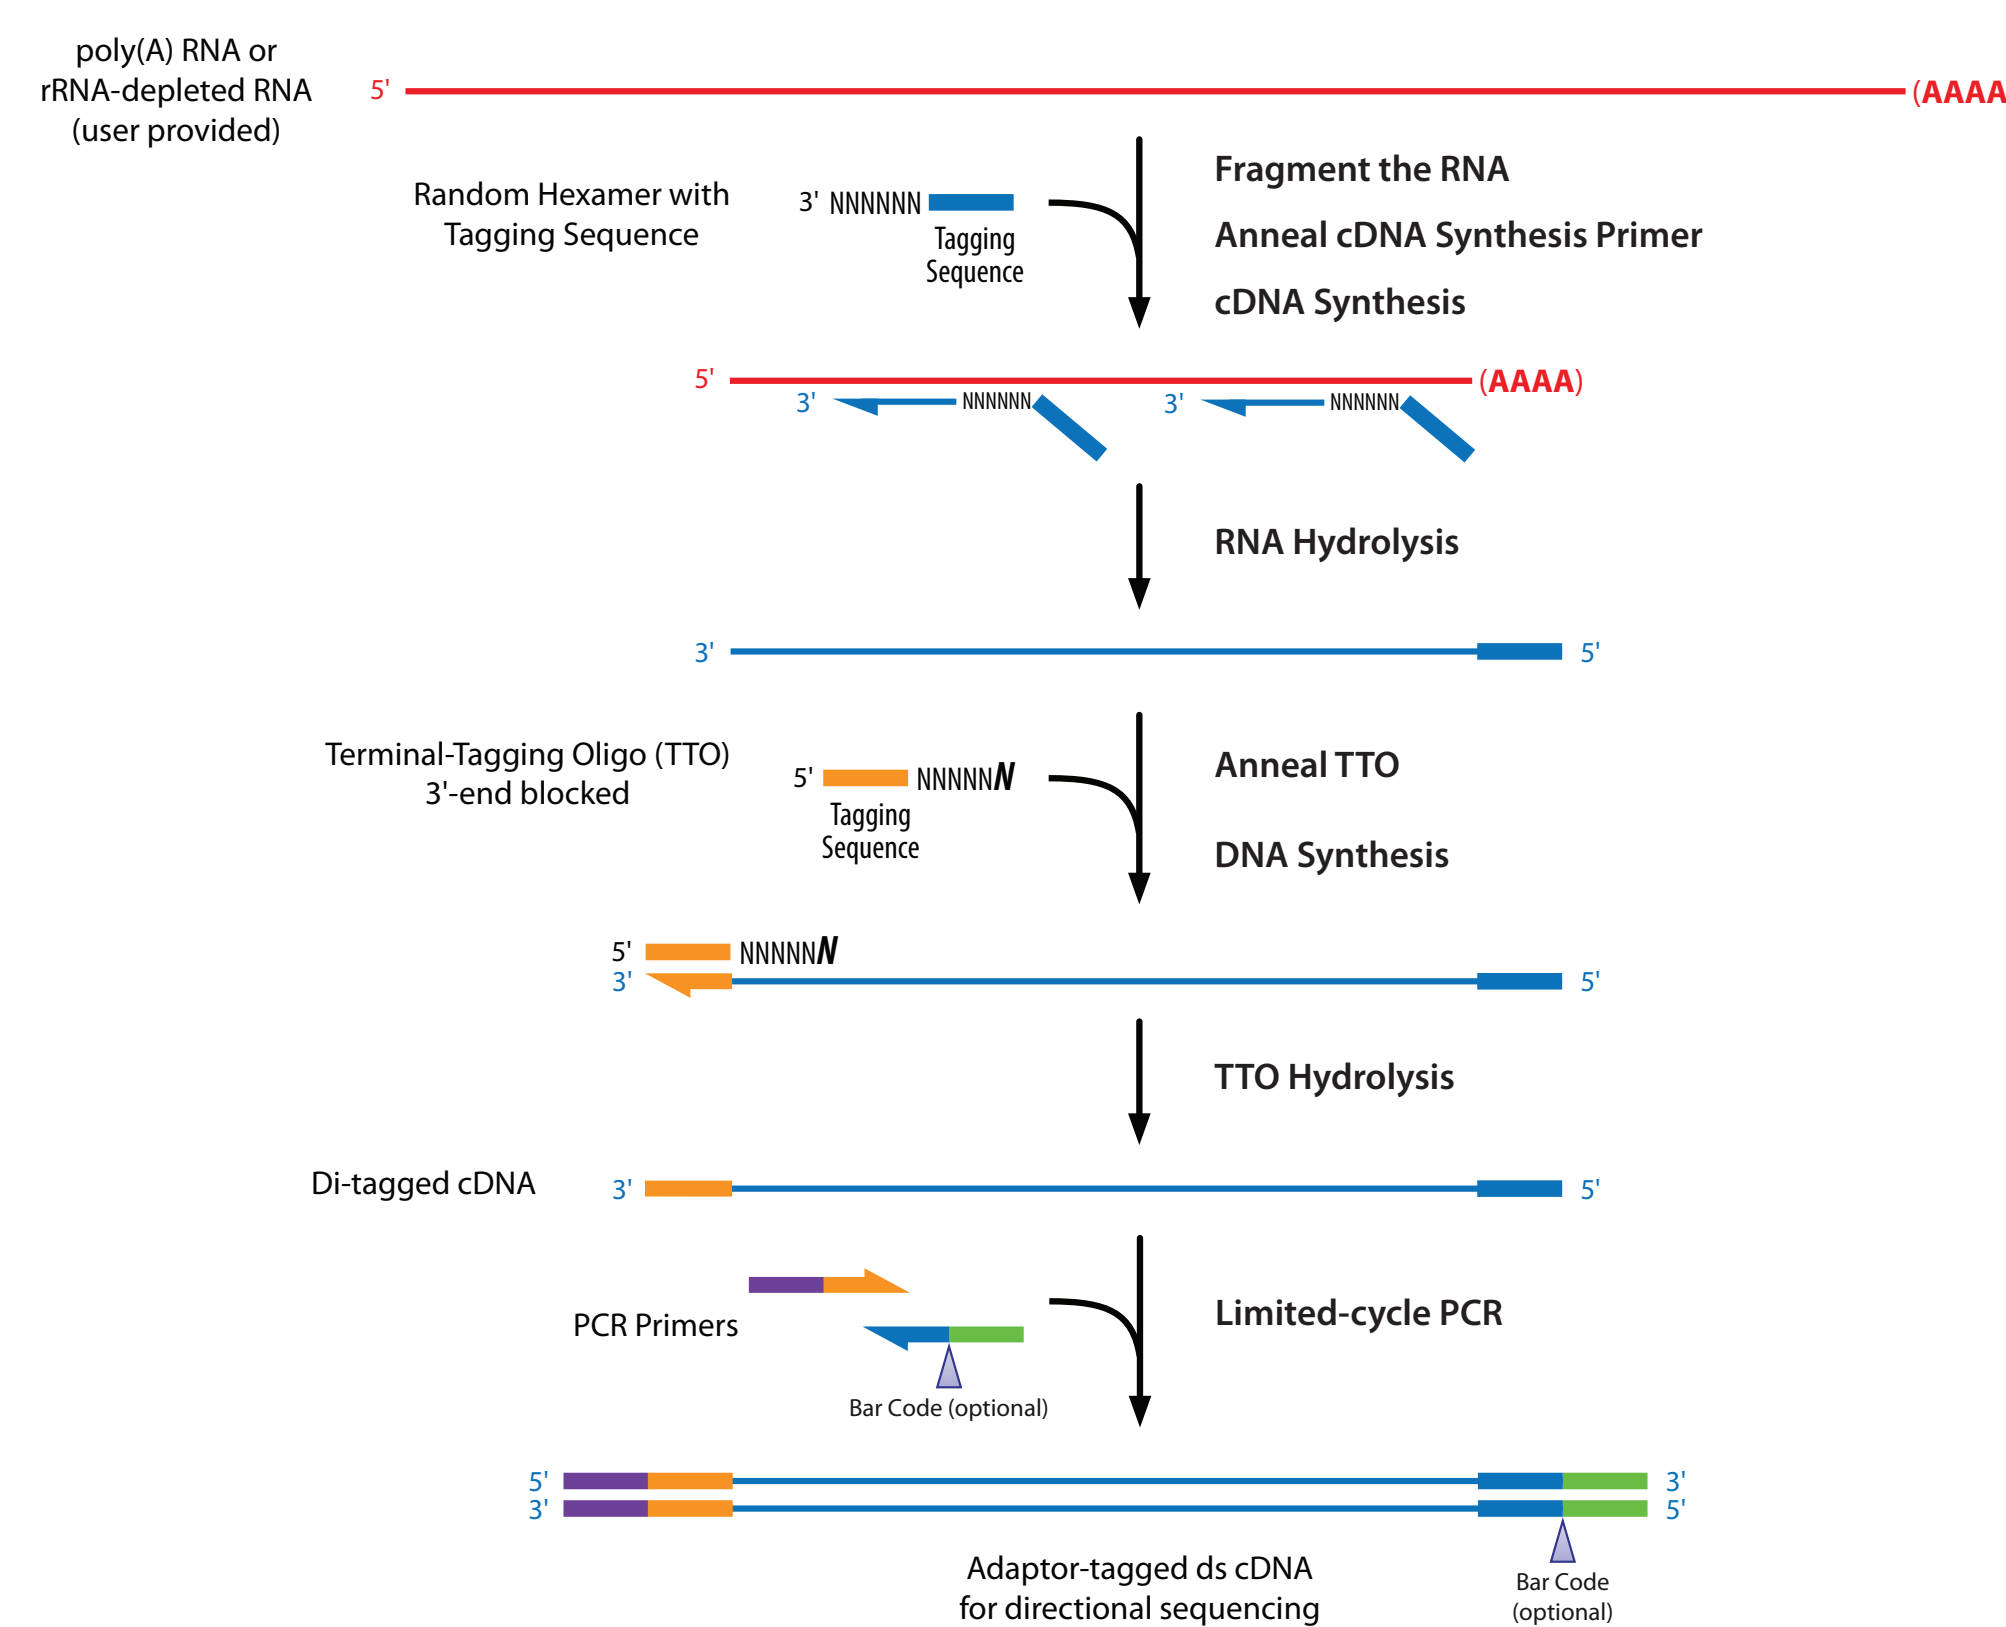 poly(A) RNA or
rRNA-depleted RNA
(user provided)
5' (AAAA
Fragment the RNA
Random Hexamer with
Tagging Sequence
3' NNNNNN
Tagging
Sequence
Anneal cDNA Synthesis Primer
cDNA Synthesis
5' (AAAA)
3' NNNNNN 3' NNNNNN
RNA Hydrolysis
3' 5'
Terminal-Tagging Oligo (TTO)
3'-end blocked
5' NNNNNN
Tagging
Sequence
Anneal TTO
DNA Synthesis
5' NNNNNN
3' 5'
TTO Hydrolysis
Di-tagged cDNA
3' 5'
PCR Primers
Bar Code (optional)
Limited-cycle PCR
5' 3'
3' 5'
Adaptor-tagged ds cDNA
for directional sequencing
Bar Code
(optional)